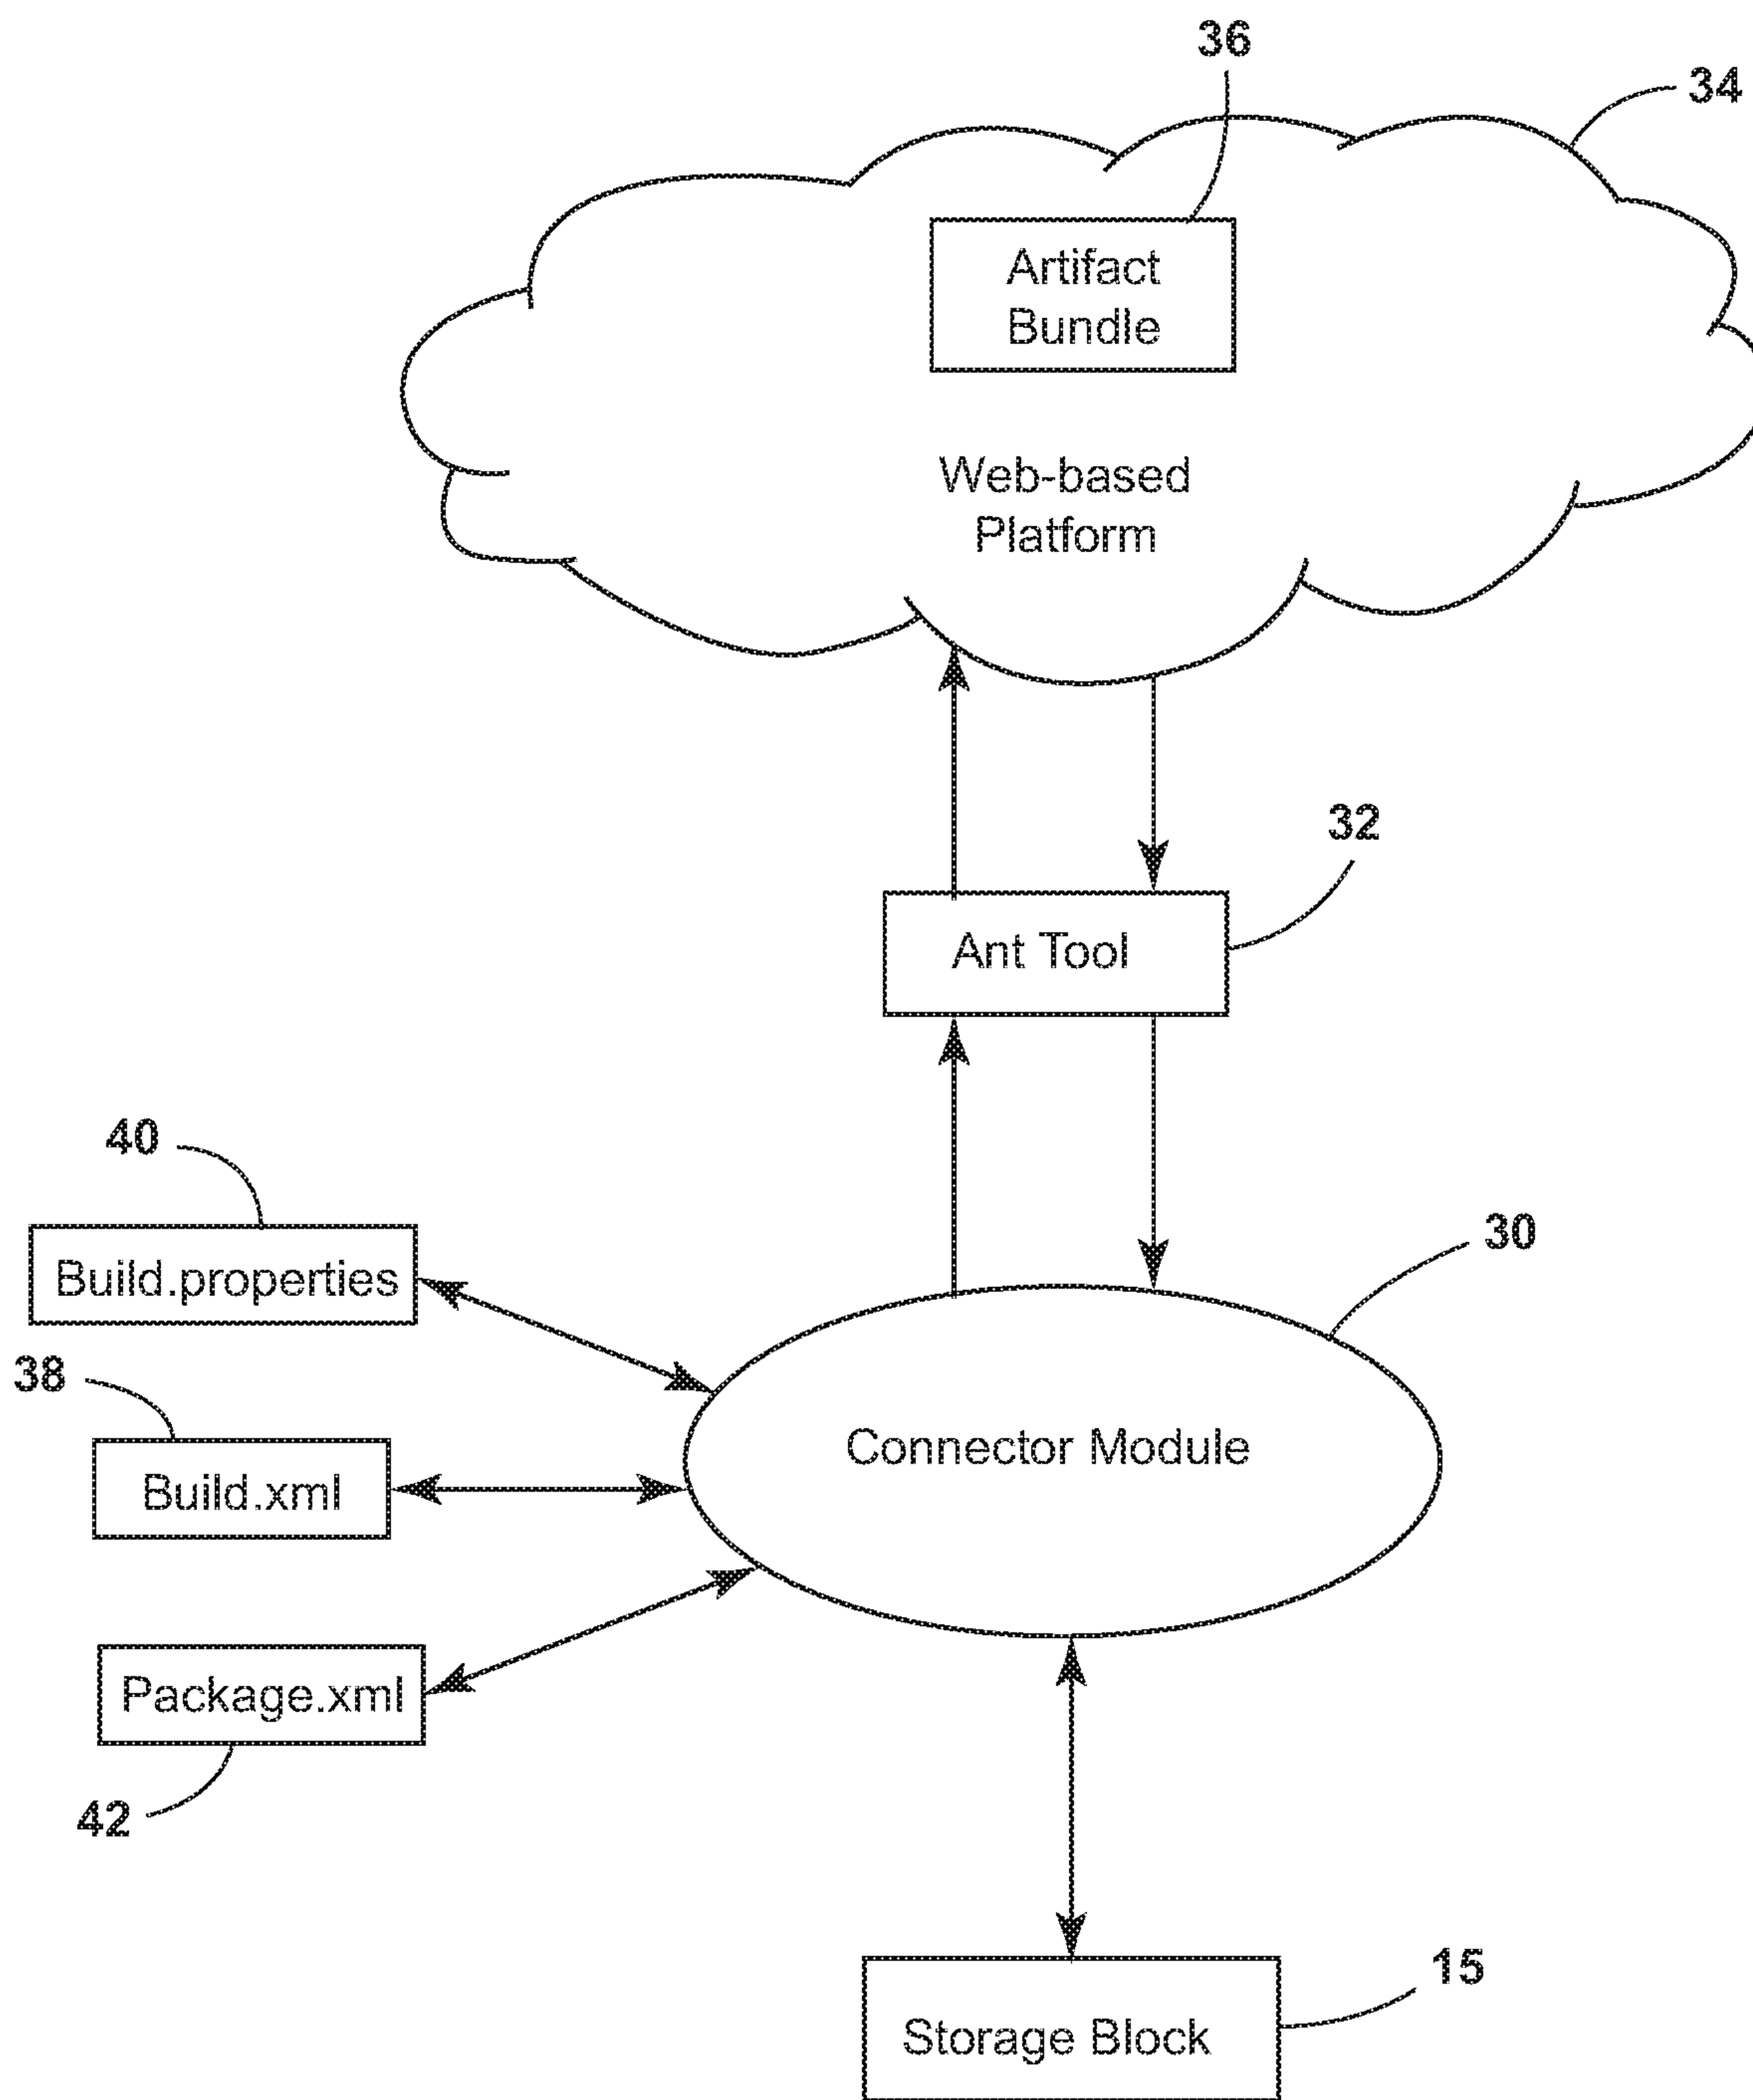 36
34
Artifact
Bundle
Web-based
Platform
32
Ant Tool
40
Build.properties
30
38
Connector Module
Build.xml
Package.xml
42
15
Storage Block